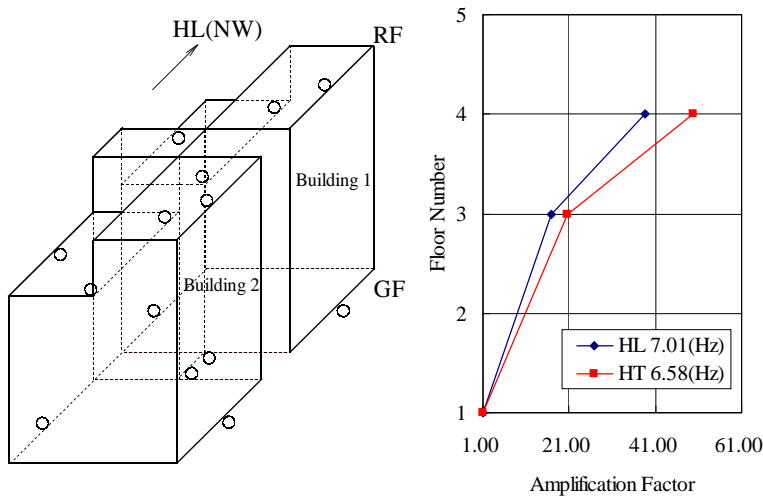 HL(NW)
RF
Building 1
Building 2
GF
5
4
3
2
1
Floor Number
HL 7.01(Hz)
HT 6.58(Hz)
1.00 21.00 41.00 61.00
Amplification Factor